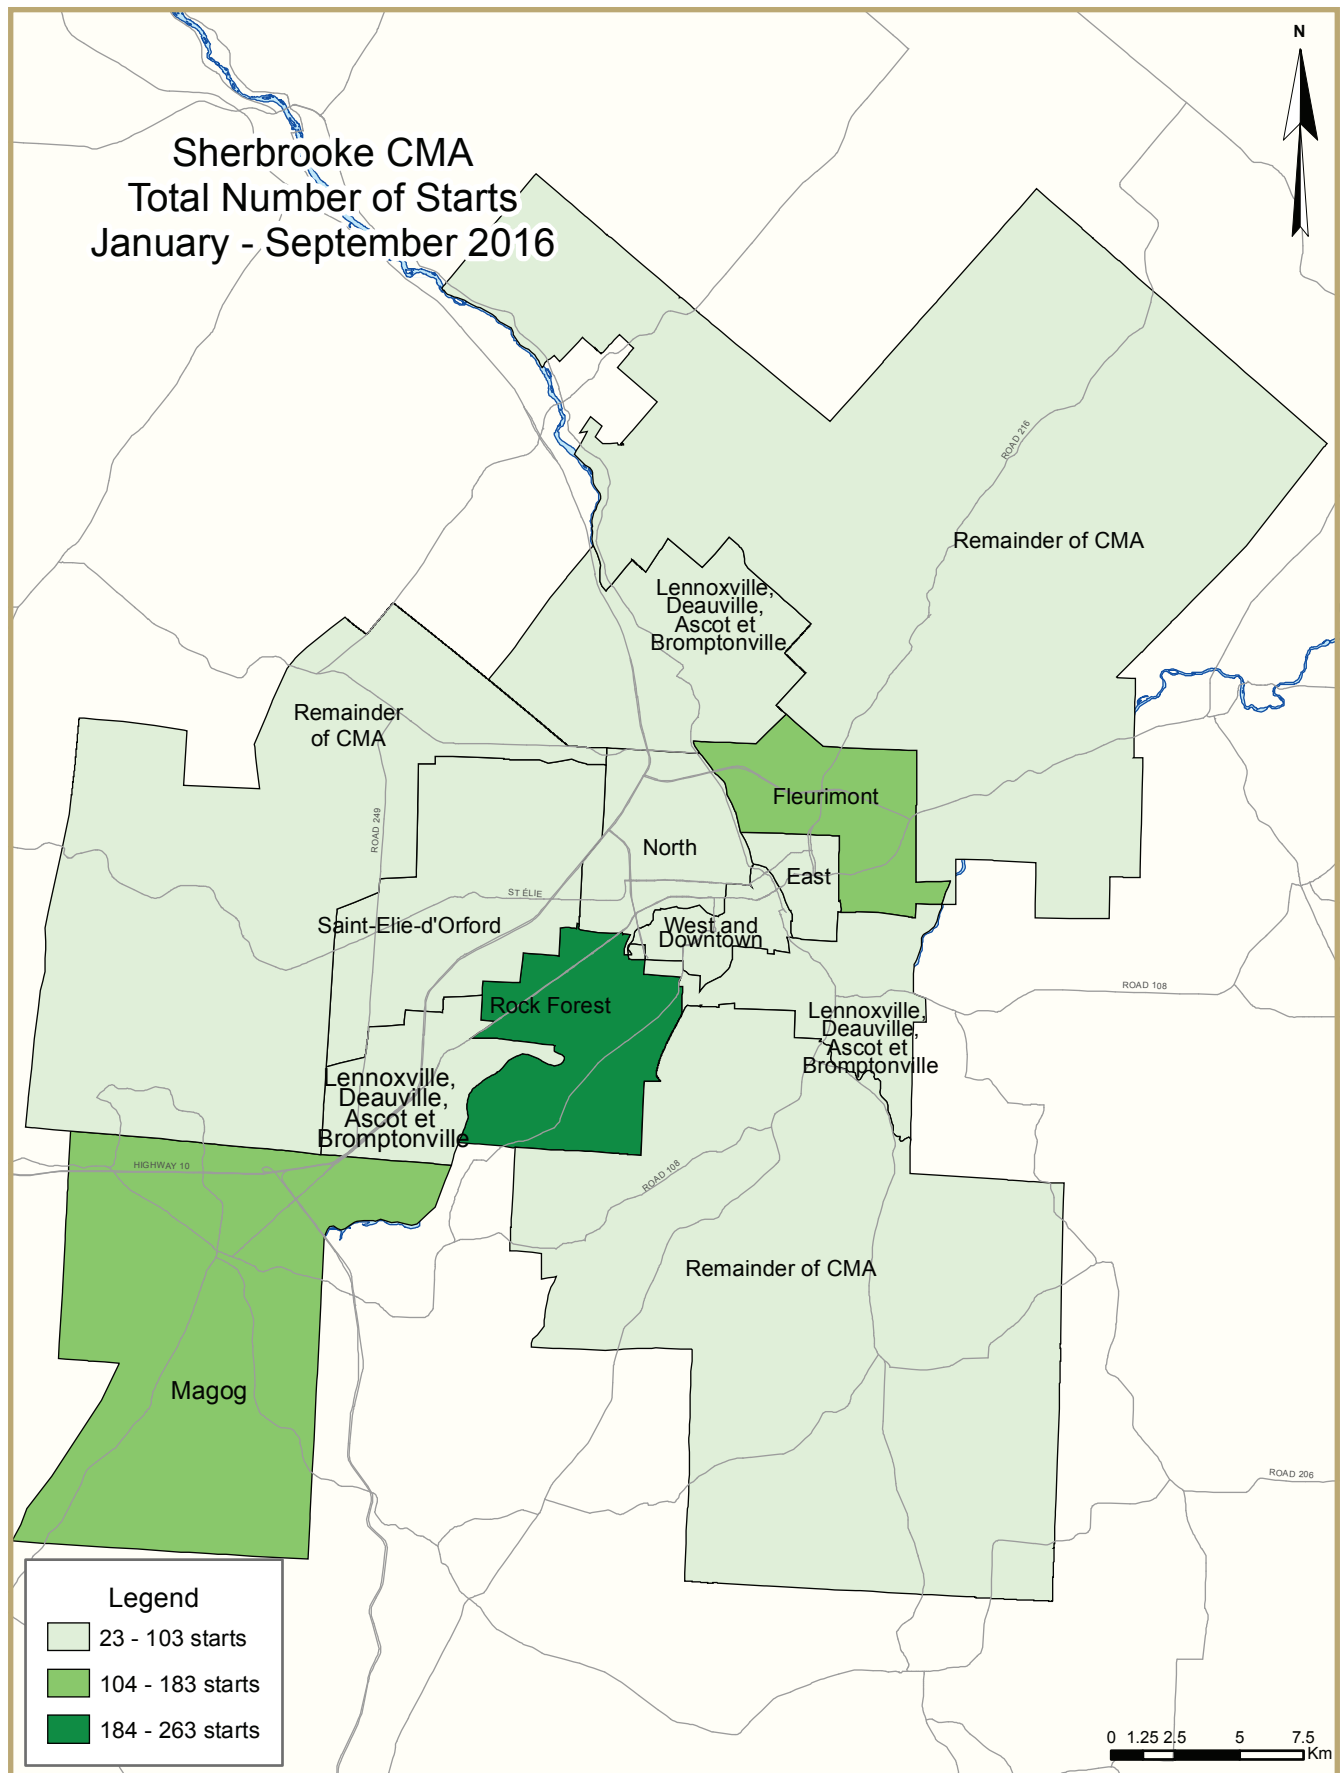 N
Sherbrooke CMA
Total Number of Starts
January - September 2016
ROAD 216
Remainder of CMA
Lennoxville,
Deauville,
Ascot et
Bromptonville
Remainder
of CMA
Fleurimont
ROAD 249
North
East
ST ÉLIE
Saint-Elie-d'Orford
West and
Downtown
Rock Forest
ROAD 108
Lennoxville,
Deauville,
Ascot et
Bromptonville
Lennoxville,
Deauville,
Ascot et
Bromptonville
HIGHWAY 10
ROAD 108
Remainder of CMA
Magog
ROAD 206
Legend
23 - 103 starts
104 - 183 starts
184 - 263 starts
0 1.25 2.5 5 7.5
Km